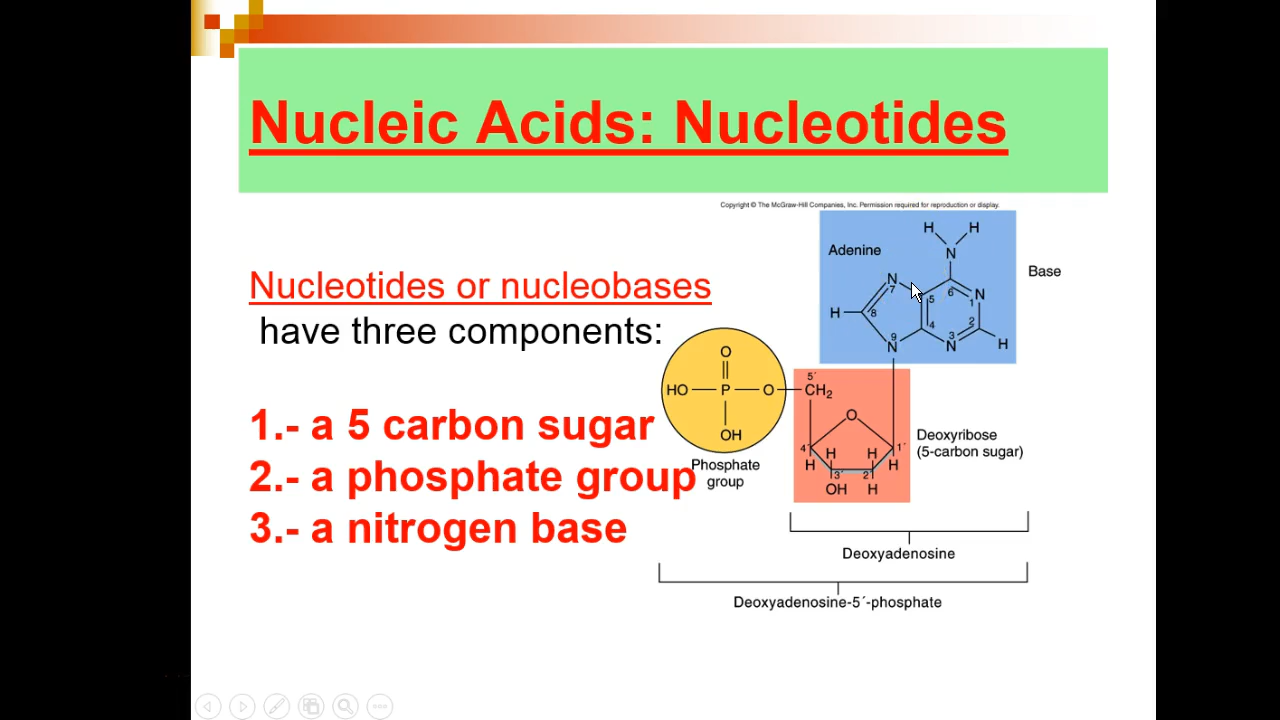 Nucleic Acids: Nucleotides
Copyright © The McGraw-Hill Companies, Inc. Permission required for reproduction or display.
Nucleotides or nucleobases
have three components:
1.- a 5 carbon sugar
2.- a phosphate group
3.- a nitrogen base
Adenine
H H
N
Base
N
7
6
N
5
1
H
8
4
2
9
3
N
N
H
O
HO P O
OH
Phosphate
group
5´
CH2
O
4´
H
H
1´
H
H
3´
2´
OH
H
Deoxyribose
(5-carbon sugar)
Deoxyadenosine
Deoxyadenosine-5´-phosphate